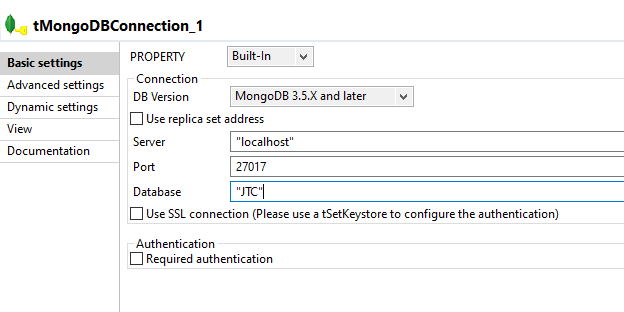 tMongoDBConnection_1
Basic settings
Advanced settings
Dynamic settings
View
Documentation
PROPERTY Built-In
Connection
DB Version MongoDB 3.5.X and later
Use replica set address
Server "localhost"
Port 27017
Database "JTC"
Use SSL connection (Please use a tSetKeystore to configure the authentication)
Authentication
Required authentication